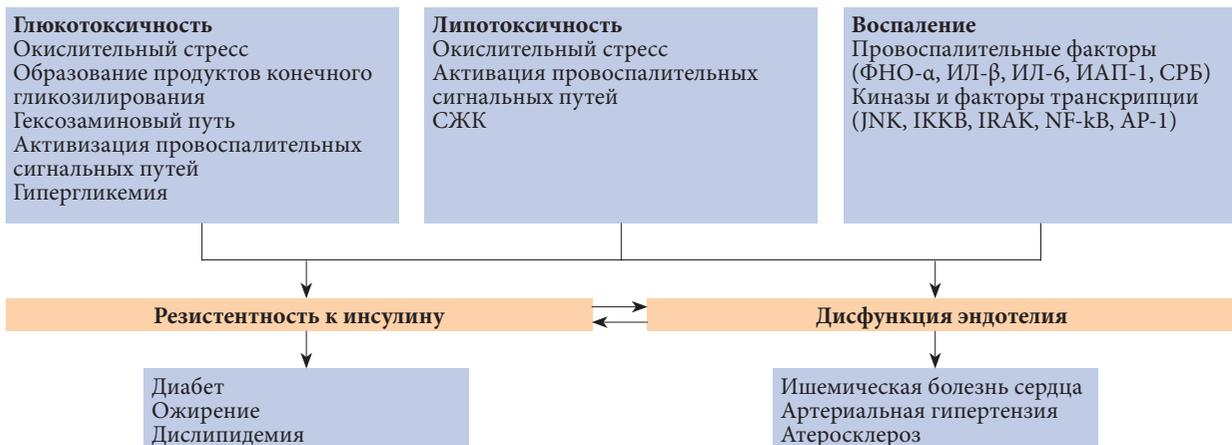 Глюкотоксичность
Окислительный стресс
Образование продуктов конечного
гликозилирования
Гексозаминовый путь
Активизация провоспалительных
сигнальных путей
Гипергликемия
Липотоксичность
Окислительный стресс
Активация провоспалительных
сигнальных путей
СЖК
Воспаление
Провоспалительные факторы
(ФНО-α, ИЛ-β, ИЛ-6, ИАП-1, СРБ)
Киназы и факторы транскрипции
(JNK, IKKB, IRAK, NF-kB, AP-1)
Резистентность к инсулину
Дисфункция эндотелия
Диабет
Ожирение
Дислипидемия
Ишемическая болезнь сердца
Артериальная гипертензия
Атеросклероз